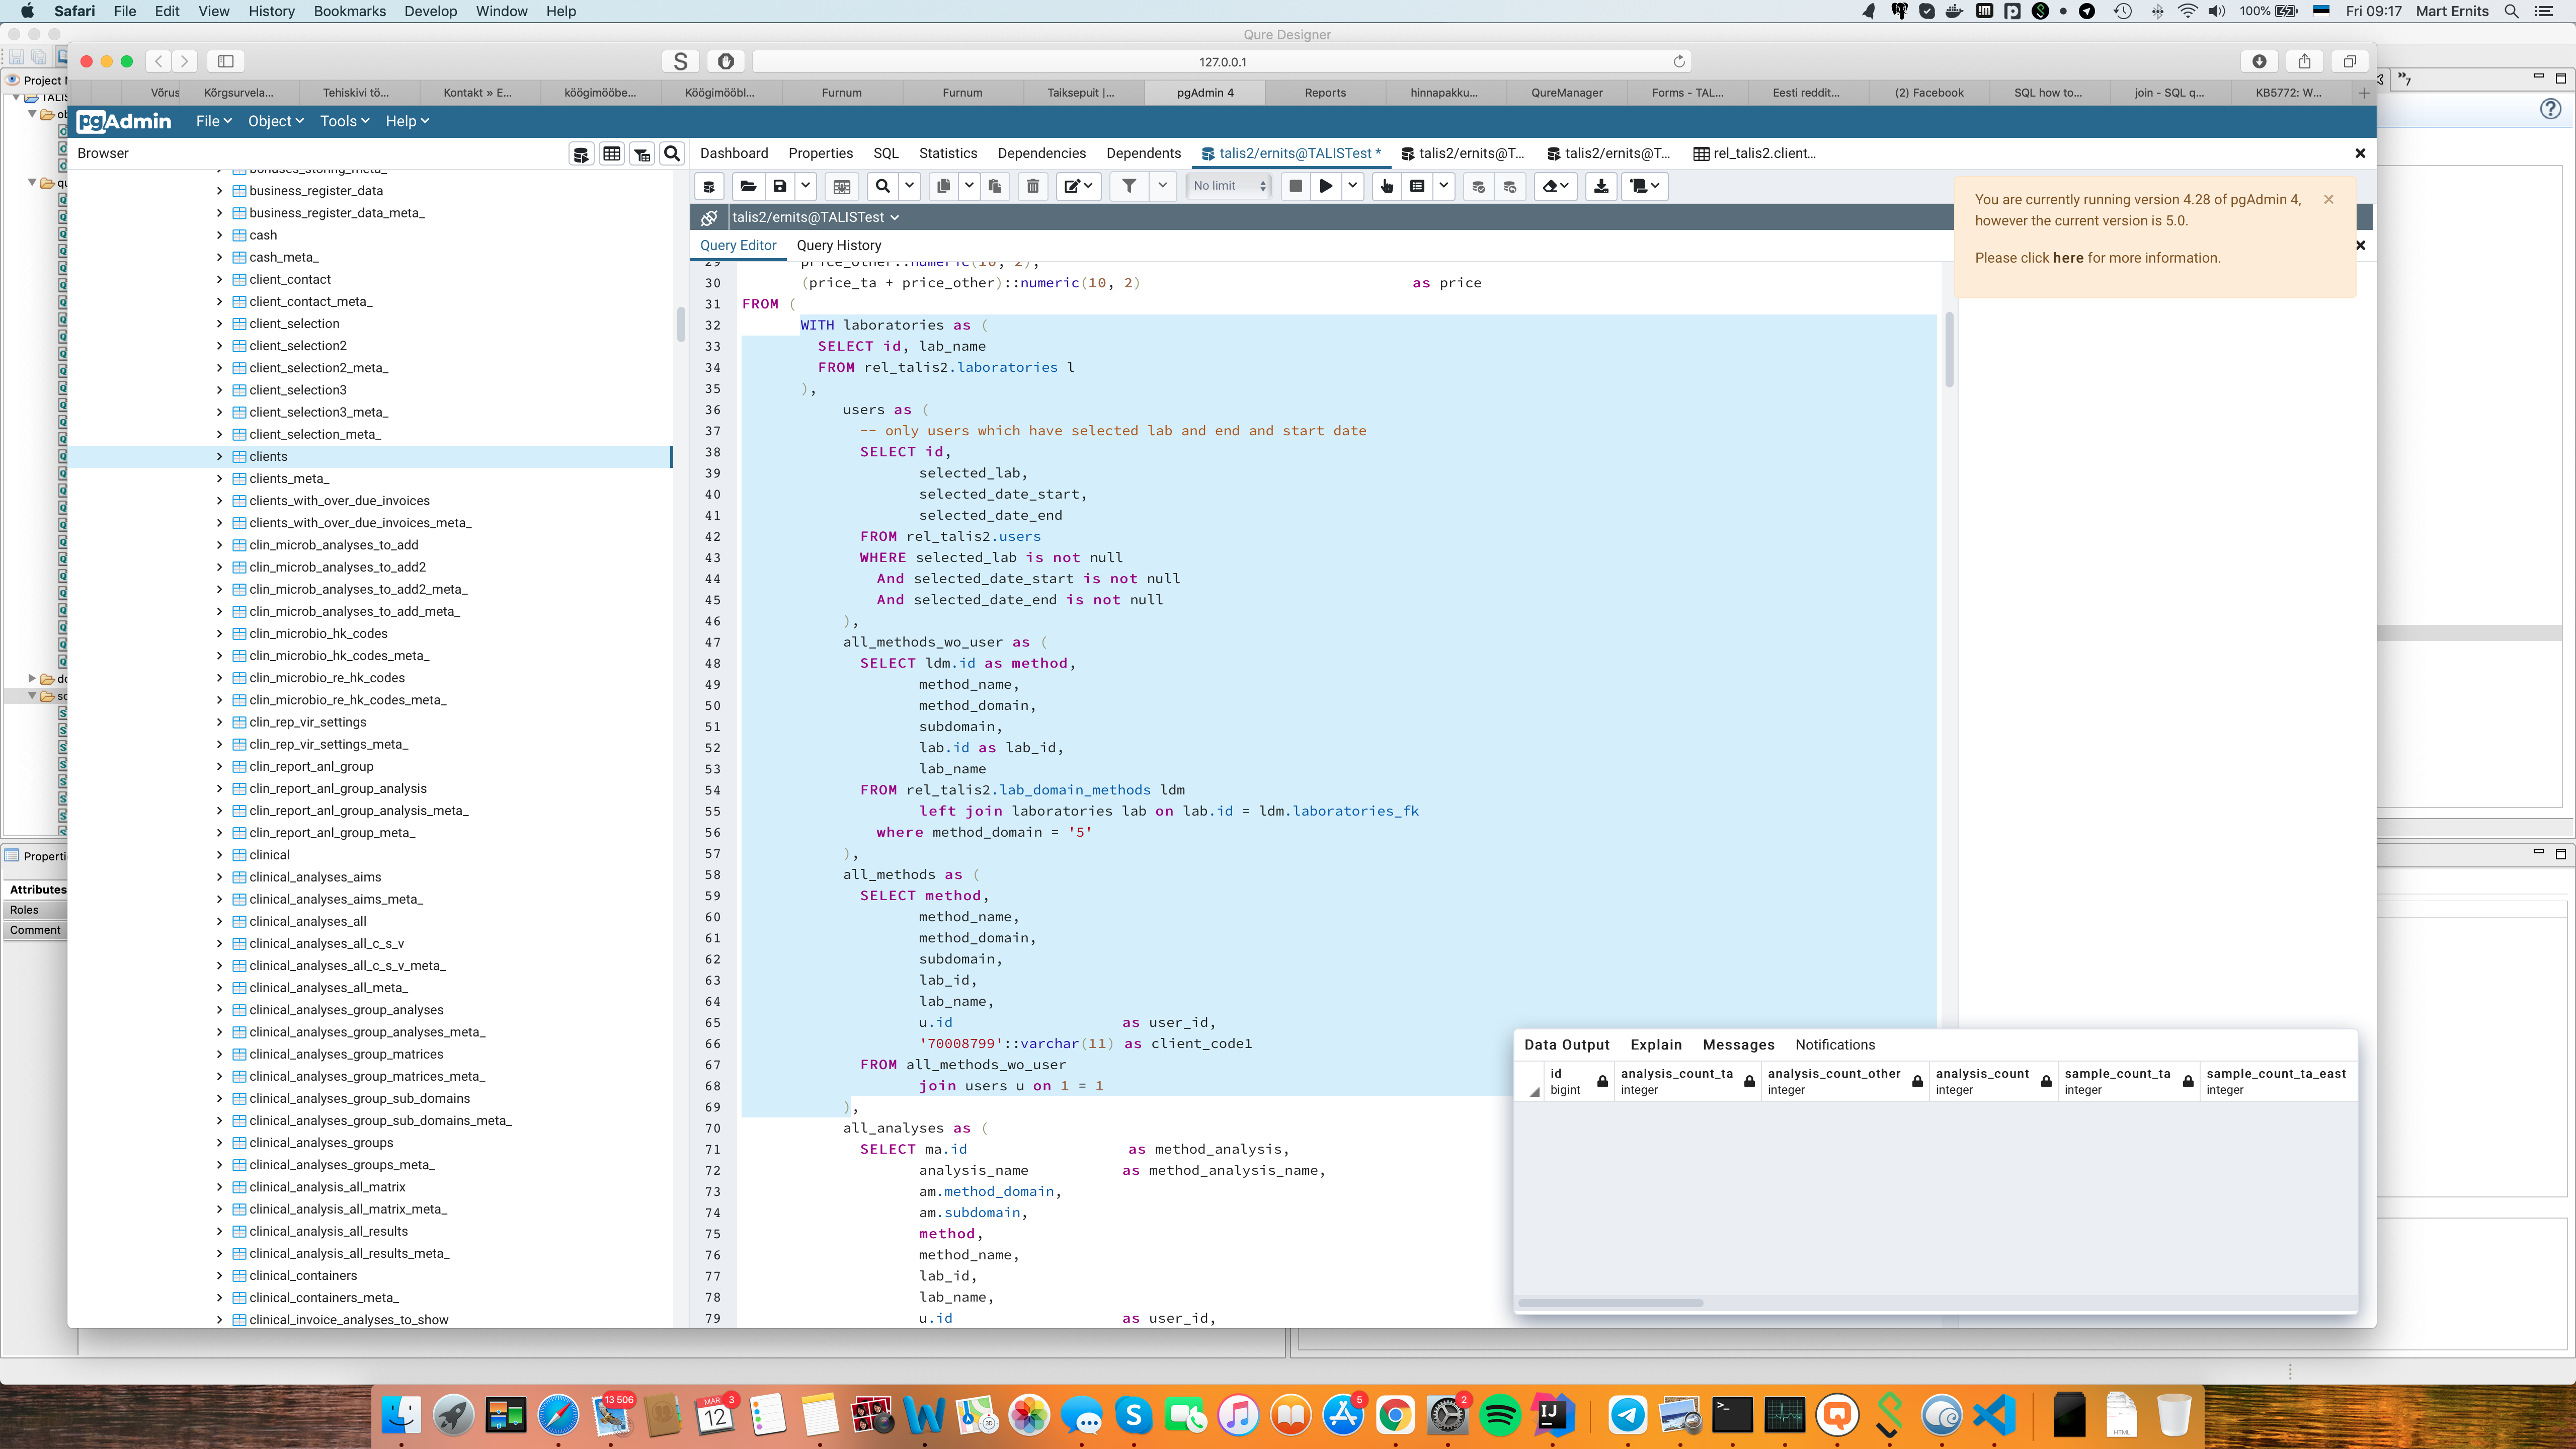 Safari File Edit View History Bookmarks Develop Window Help
100% Fri 09:17 Mart Ernits
Qure Designer
127.0.0.1
Võrus Kõrgsurvela... Tehiskivi tö... Kontakt » E... köögimööbe... Köögimööbl... Furnum Furnum Taiksepuit |... pgAdmin 4 Reports hinnapakku... QureManager Forms - TAL... Eesti reddit... (2) Facebook SQL how to... join - SQL q... KB5772: W...
pgAdmin File Object Tools Help
Browser
Dashboard Properties SQL Statistics Dependencies Dependents talis2/ernits@TALISTest * talis2/ernits@T... talis2/ernits@T... rel_talis2.client...
No limit
talis2/ernits@TALISTest
Query Editor Query History
You are currently running version 4.28 of pgAdmin 4,
however the current version is 5.0.
Please click here for more information.
Project
TALIS
Properti
Attributes
Roles
Comment
bonuses_storing_meta_
business_register_data
business_register_data_meta_
cash
cash_meta_
client_contact
client_contact_meta_
client_selection
client_selection2
client_selection2_meta_
client_selection3
client_selection3_meta_
client_selection_meta_
clients
clients_meta_
clients_with_over_due_invoices
clients_with_over_due_invoices_meta_
clin_microb_analyses_to_add
clin_microb_analyses_to_add2
clin_microb_analyses_to_add2_meta_
clin_microb_analyses_to_add_meta_
clin_microbio_hk_codes
clin_microbio_hk_codes_meta_
clin_microbio_re_hk_codes
clin_microbio_re_hk_codes_meta_
clin_rep_vir_settings
clin_rep_vir_settings_meta_
clin_report_anl_group
clin_report_anl_group_analysis
clin_report_anl_group_analysis_meta_
clin_report_anl_group_meta_
clinical
clinical_analyses_aims
clinical_analyses_aims_meta_
clinical_analyses_all
clinical_analyses_all_c_s_v
clinical_analyses_all_c_s_v_meta_
clinical_analyses_all_meta_
clinical_analyses_group_analyses
clinical_analyses_group_analyses_meta_
clinical_analyses_group_matrices
clinical_analyses_group_matrices_meta_
clinical_analyses_group_sub_domains
clinical_analyses_group_sub_domains_meta_
clinical_analyses_groups
clinical_analyses_groups_meta_
clinical_analysis_all_matrix
clinical_analysis_all_matrix_meta_
clinical_analysis_all_results
clinical_analysis_all_results_meta_
clinical_containers
clinical_containers_meta_
clinical_invoice_analyses_to_show
29 price_other::numeric(10, 2),
30 (price_ta + price_other)::numeric(10, 2) as price
31 FROM (
32 WITH laboratories as (
33 SELECT id, lab_name
34 FROM rel_talis2.laboratories l
35 ),
36 users as (
37 -- only users which have selected lab and end and start date
38 SELECT id,
39 selected_lab,
40 selected_date_start,
41 selected_date_end
42 FROM rel_talis2.users
43 WHERE selected_lab is not null
44 And selected_date_start is not null
45 And selected_date_end is not null
46 ),
47 all_methods_wo_user as (
48 SELECT ldm.id as method,
49 method_name,
50 method_domain,
51 subdomain,
52 lab.id as lab_id,
53 lab_name
54 FROM rel_talis2.lab_domain_methods ldm
55 left join laboratories lab on lab.id = ldm.laboratories_fk
56 where method_domain = '5'
57 ),
58 all_methods as (
59 SELECT method,
60 method_name,
61 method_domain,
62 subdomain,
63 lab_id,
64 lab_name,
65 u.id as user_id,
66 '70008799'::varchar(11) as client_code1
67 FROM all_methods_wo_user
68 join users u on 1 = 1
69 ),
70 all_analyses as (
71 SELECT ma.id as method_analysis,
72 analysis_name as method_analysis_name,
73 am.method_domain,
74 am.subdomain,
75 method,
76 method_name,
77 lab_id,
78 lab_name,
79 u.id as user_id,
Data Output Explain Messages Notifications
id analysis_count_ta analysis_count_other analysis_count sample_count_ta sample_count_ta_east
bigint integer integer integer integer integer
13 506
MAR 3
12
3D
5
2
IJ
HTML